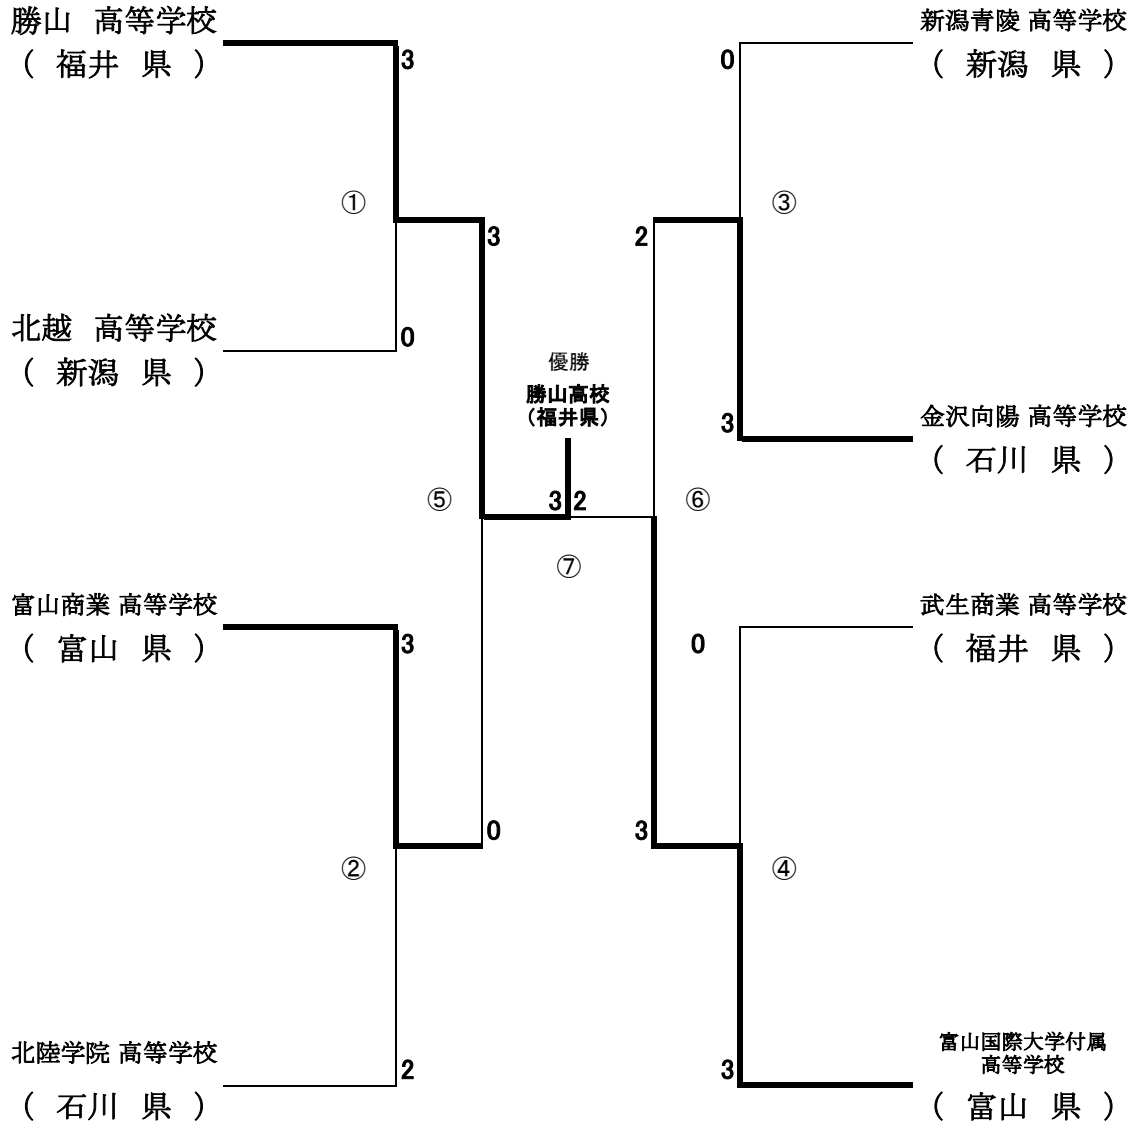 勝山　高等学校
（　福井　県　）
3
①
北越　高等学校
（　新潟　県　）
0
3
⑤
富山商業 高等学校
（　富山　県　）
3
②
0
北陸学院 高等学校
（　石川　県　）
2
優勝
勝山高校
（福井県）
3 2
⑦
新潟青陵 高等学校
（　新潟　県　）
0
③
2
金沢向陽 高等学校
（　石川　県　）
3
⑥
武生商業 高等学校
（　福井　県　）
0
3
④
富山国際大学付属
高等学校
（　富山　県　）
3